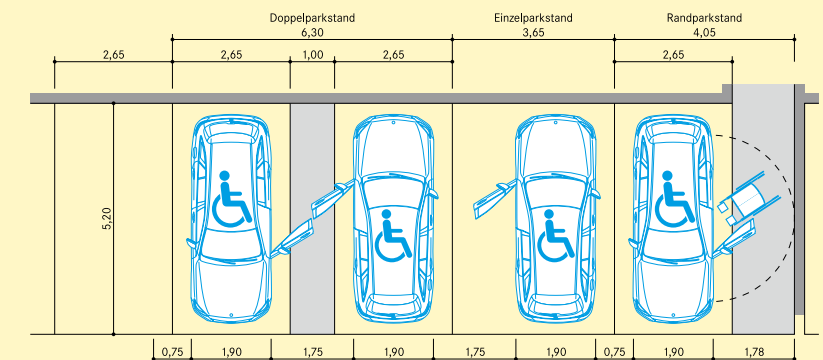 Doppelparkstand Einzelparkstand Randparkstand
6,30 3,65 4,05
2,65 2,65 1,00 2,65 2,65
5,20
0,75 1,90 1,75 1,90 1,75 1,90 0,75 1,90 1,78